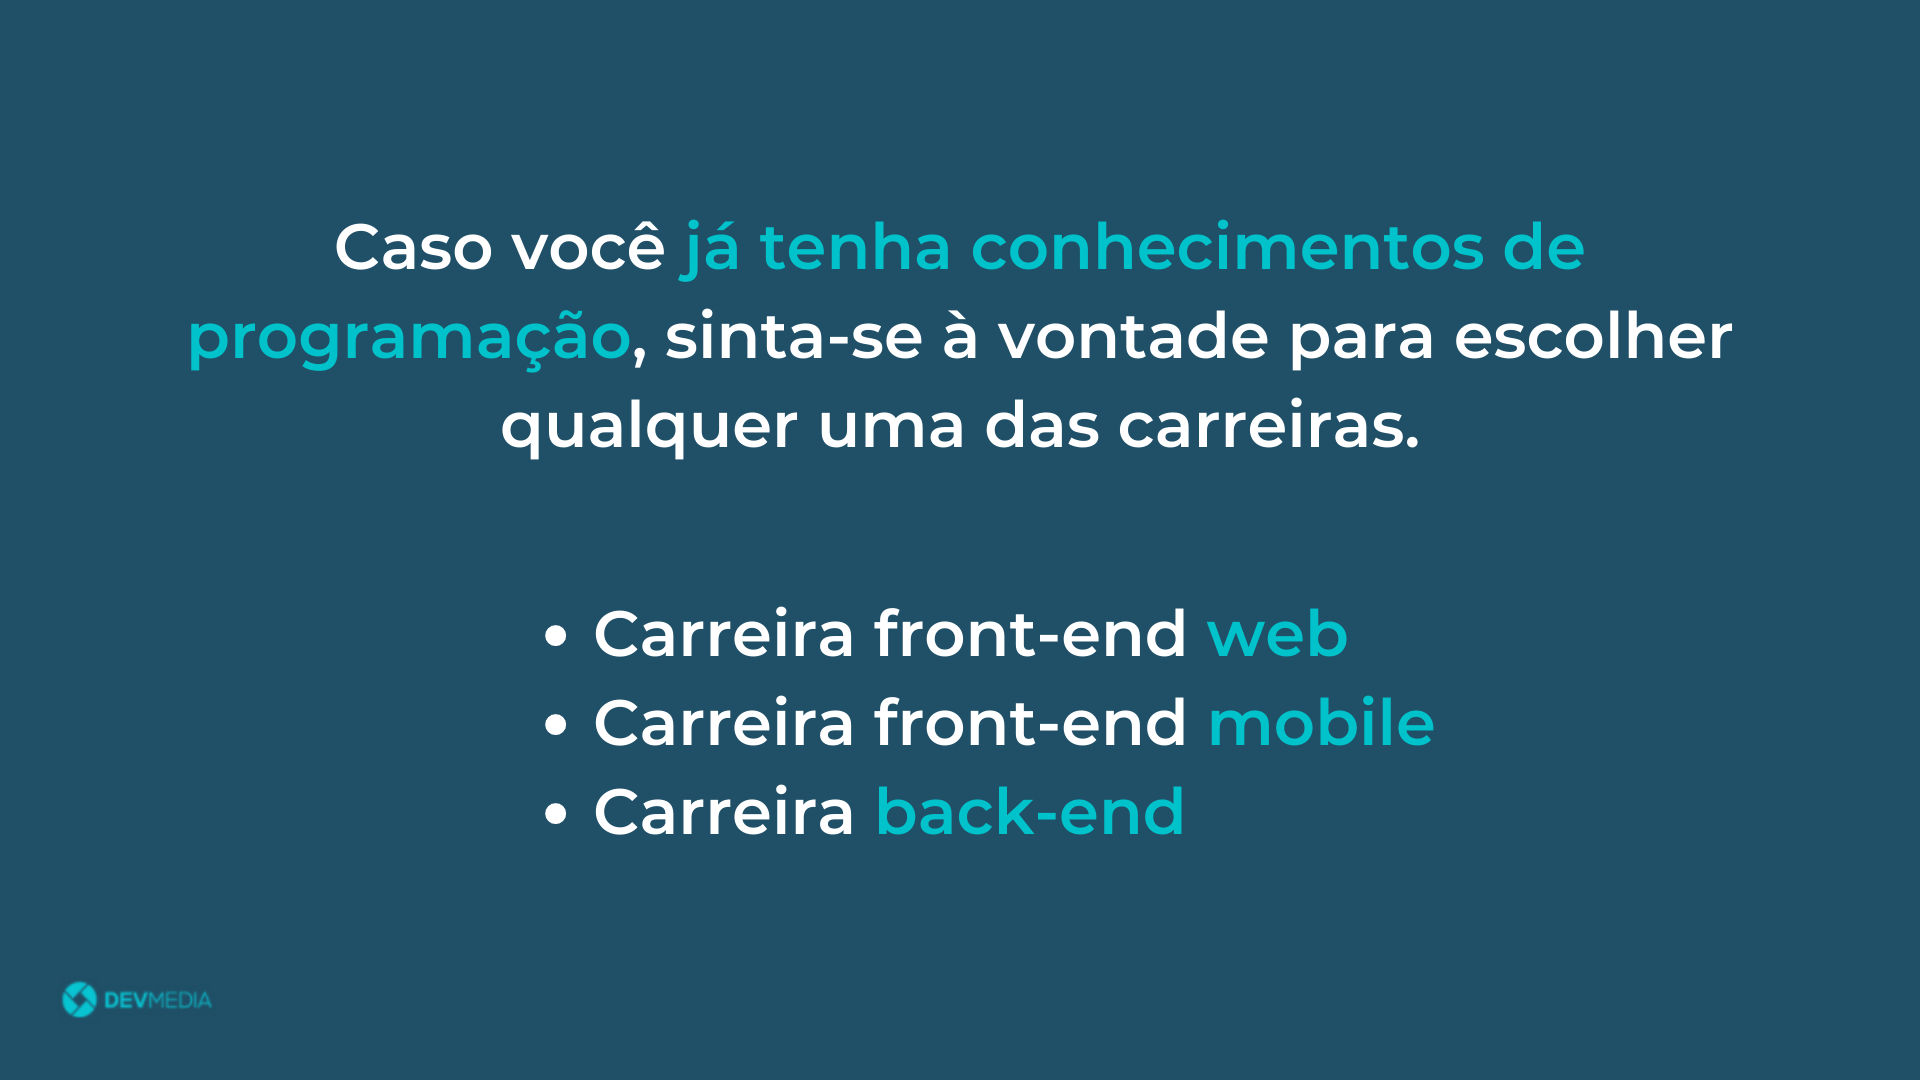 Caso você já tenha conhecimentos de
programação, sinta-se à vontade para escolher
qualquer uma das carreiras.
• Carreira front-end web
• Carreira front-end mobile
• Carreira back-end
DEVMEDIA